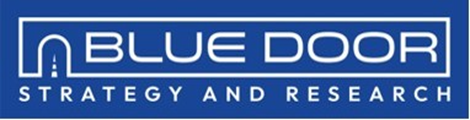 BLUE DOOR
STRATEGY AND RESEARCH